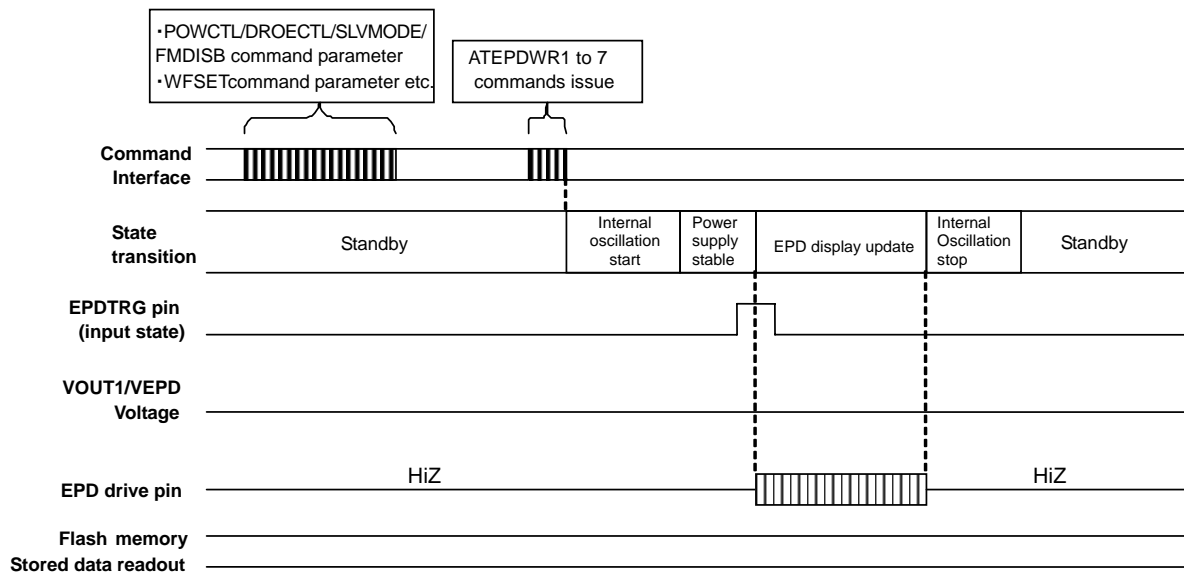 ・POWCTL/DROECTL/SLVMODE/
FMDISB command parameter
・WFSETcommand parameter etc.
ATEPDWR1 to 7
commands issue
Command
Interface
State
transition
Standby
Internal
oscillation
start
Power
supply
stable
EPD display update
Internal
Oscillation
stop
Standby
EPDTRG pin
(input state)
VOUT1/VEPD
Voltage
EPD drive pin
HiZ
HiZ
Flash memory
Stored data readout